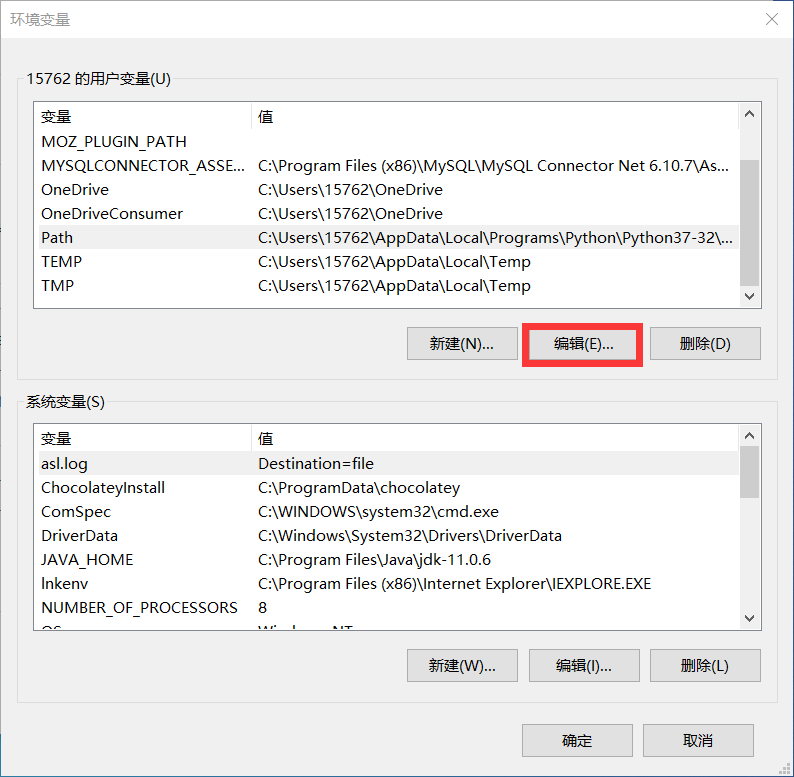 环境变量
15762 的用户变量(U)
变量 值
MOZ_PLUGIN_PATH
MYSQLCONNECTOR_ASSE... C:\Program Files (x86)\MySQL\MySQL Connector Net 6.10.7\As...
OneDrive C:\Users\15762\OneDrive
OneDriveConsumer C:\Users\15762\OneDrive
Path C:\Users\15762\AppData\Local\Programs\Python\Python37-32\...
TEMP C:\Users\15762\AppData\Local\Temp
TMP C:\Users\15762\AppData\Local\Temp
新建(N)... 编辑(E)... 删除(D)
系统变量(S)
变量 值
asl.log Destination=file
ChocolateyInstall C:\ProgramData\chocolatey
ComSpec C:\WINDOWS\system32\cmd.exe
DriverData C:\Windows\System32\Drivers\DriverData
JAVA_HOME C:\Program Files\Java\jdk-11.0.6
lnkenv C:\Program Files (x86)\Internet Explorer\IEXPLORE.EXE
NUMBER_OF_PROCESSORS 8
OS Windows_NT
新建(W)... 编辑(I)... 删除(L)
确定 取消